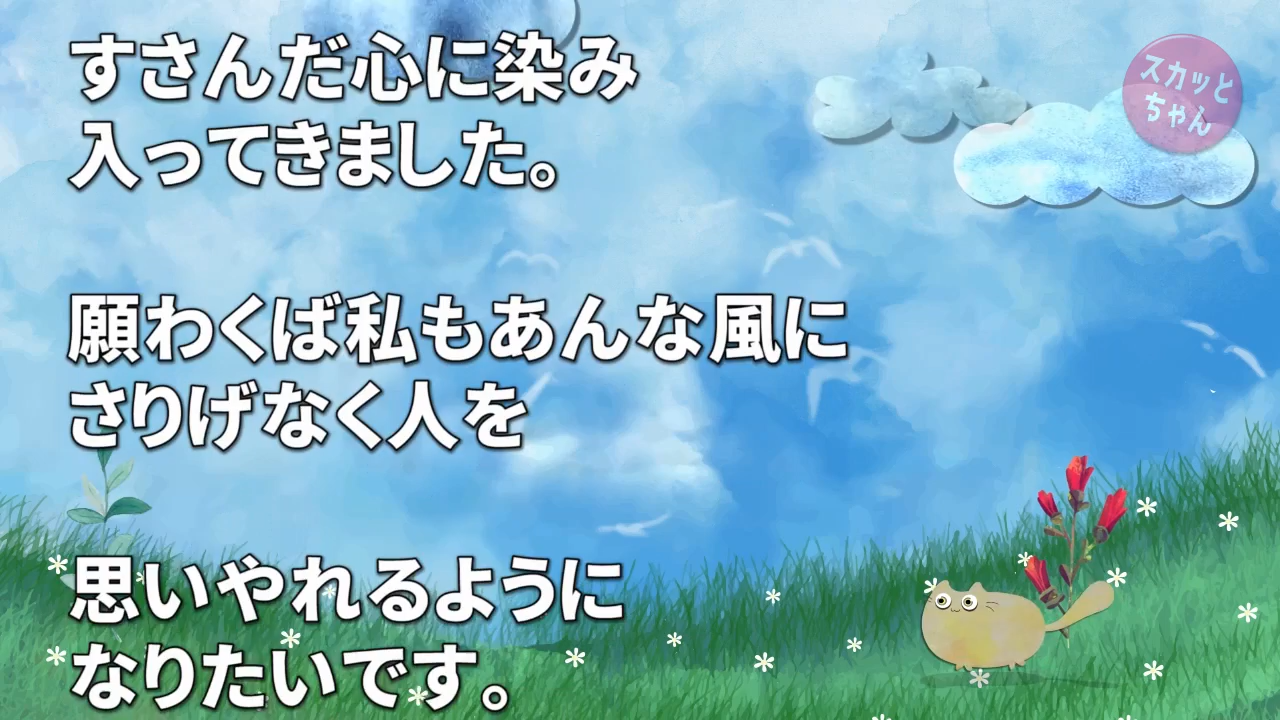 すさんだ心に染み
入ってきました。
願わくば私もあんな風に
さりげなく人を
思いやれるように
なりたいです。
スカッと
ちゃん